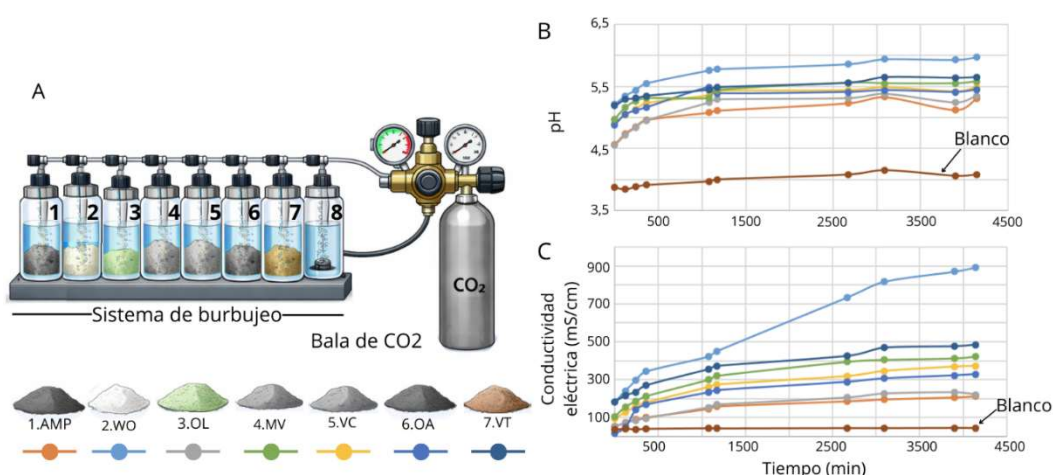 A
1 2 3 4 5 6 7 8
CO₂
Sistema de burbujeo
Bala de CO2
1.AMP 2.WO 3.OL 4.MV 5.VC 6.OA 7.VT
B
6,5
5,5
4,5
3,5
pH
Blanco
500 1500 2500 3500 4500
C
900
700
500
300
100
Conductividad
eléctrica (mS/cm)
Blanco
500 1500 2500 3500 4500
Tiempo (min)